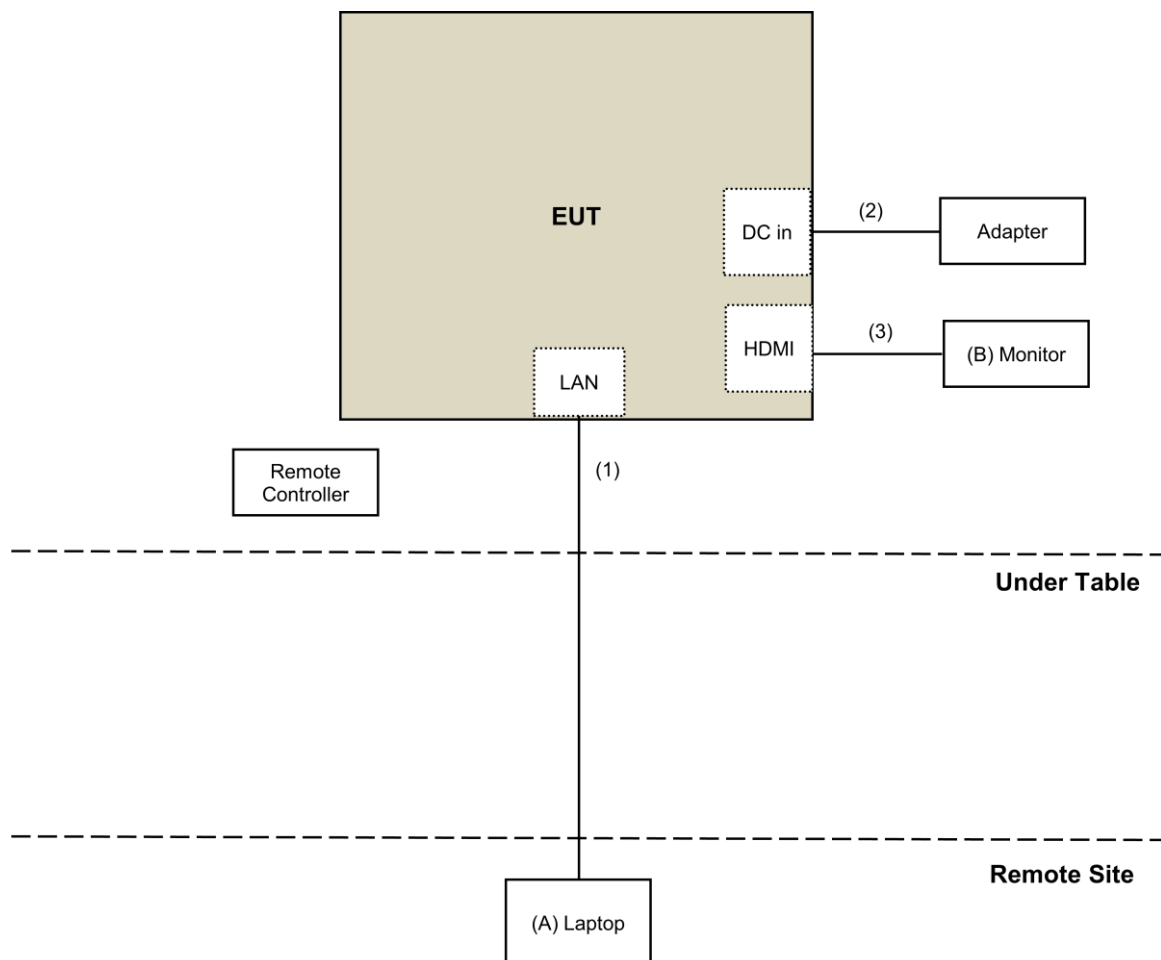 EUT
DC in
(2)
Adapter
HDMI
(3)
(B) Monitor
LAN
(1)
Remote
Controller
Under Table
Remote Site
(A) Laptop